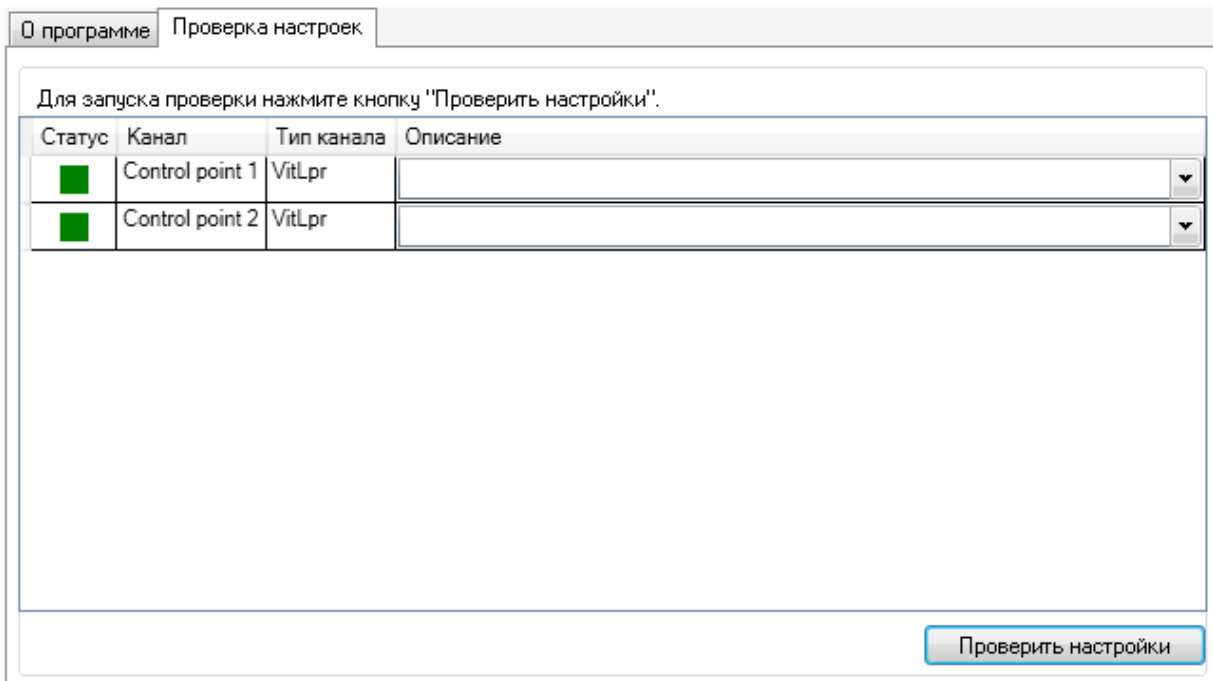 О программе Проверка настроек
Для запуска проверки нажмите кнопку "Проверить настройки".
Статус Канал Тип канала Описание
Control point 1 VitLpr
Control point 2 VitLpr
Проверить настройки